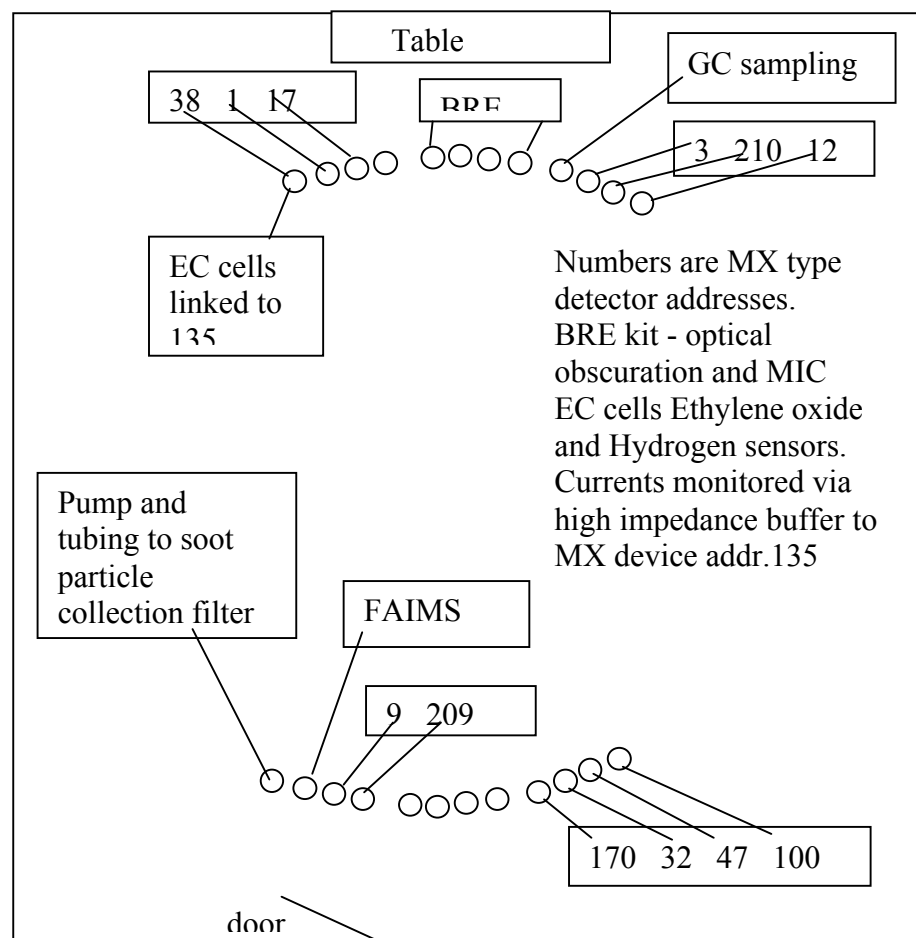 Table
GC sampling
38 1 17
BRE
3 210 12
EC cells
linked to
135
Numbers are MX type
detector addresses.
BRE kit - optical
obscuration and MIC
EC cells Ethylene oxide
and Hydrogen sensors.
Currents monitored via
high impedance buffer to
MX device addr.135
Pump and
tubing to soot
particle
collection filter
FAIMS
9 209
170 32 47 100
door